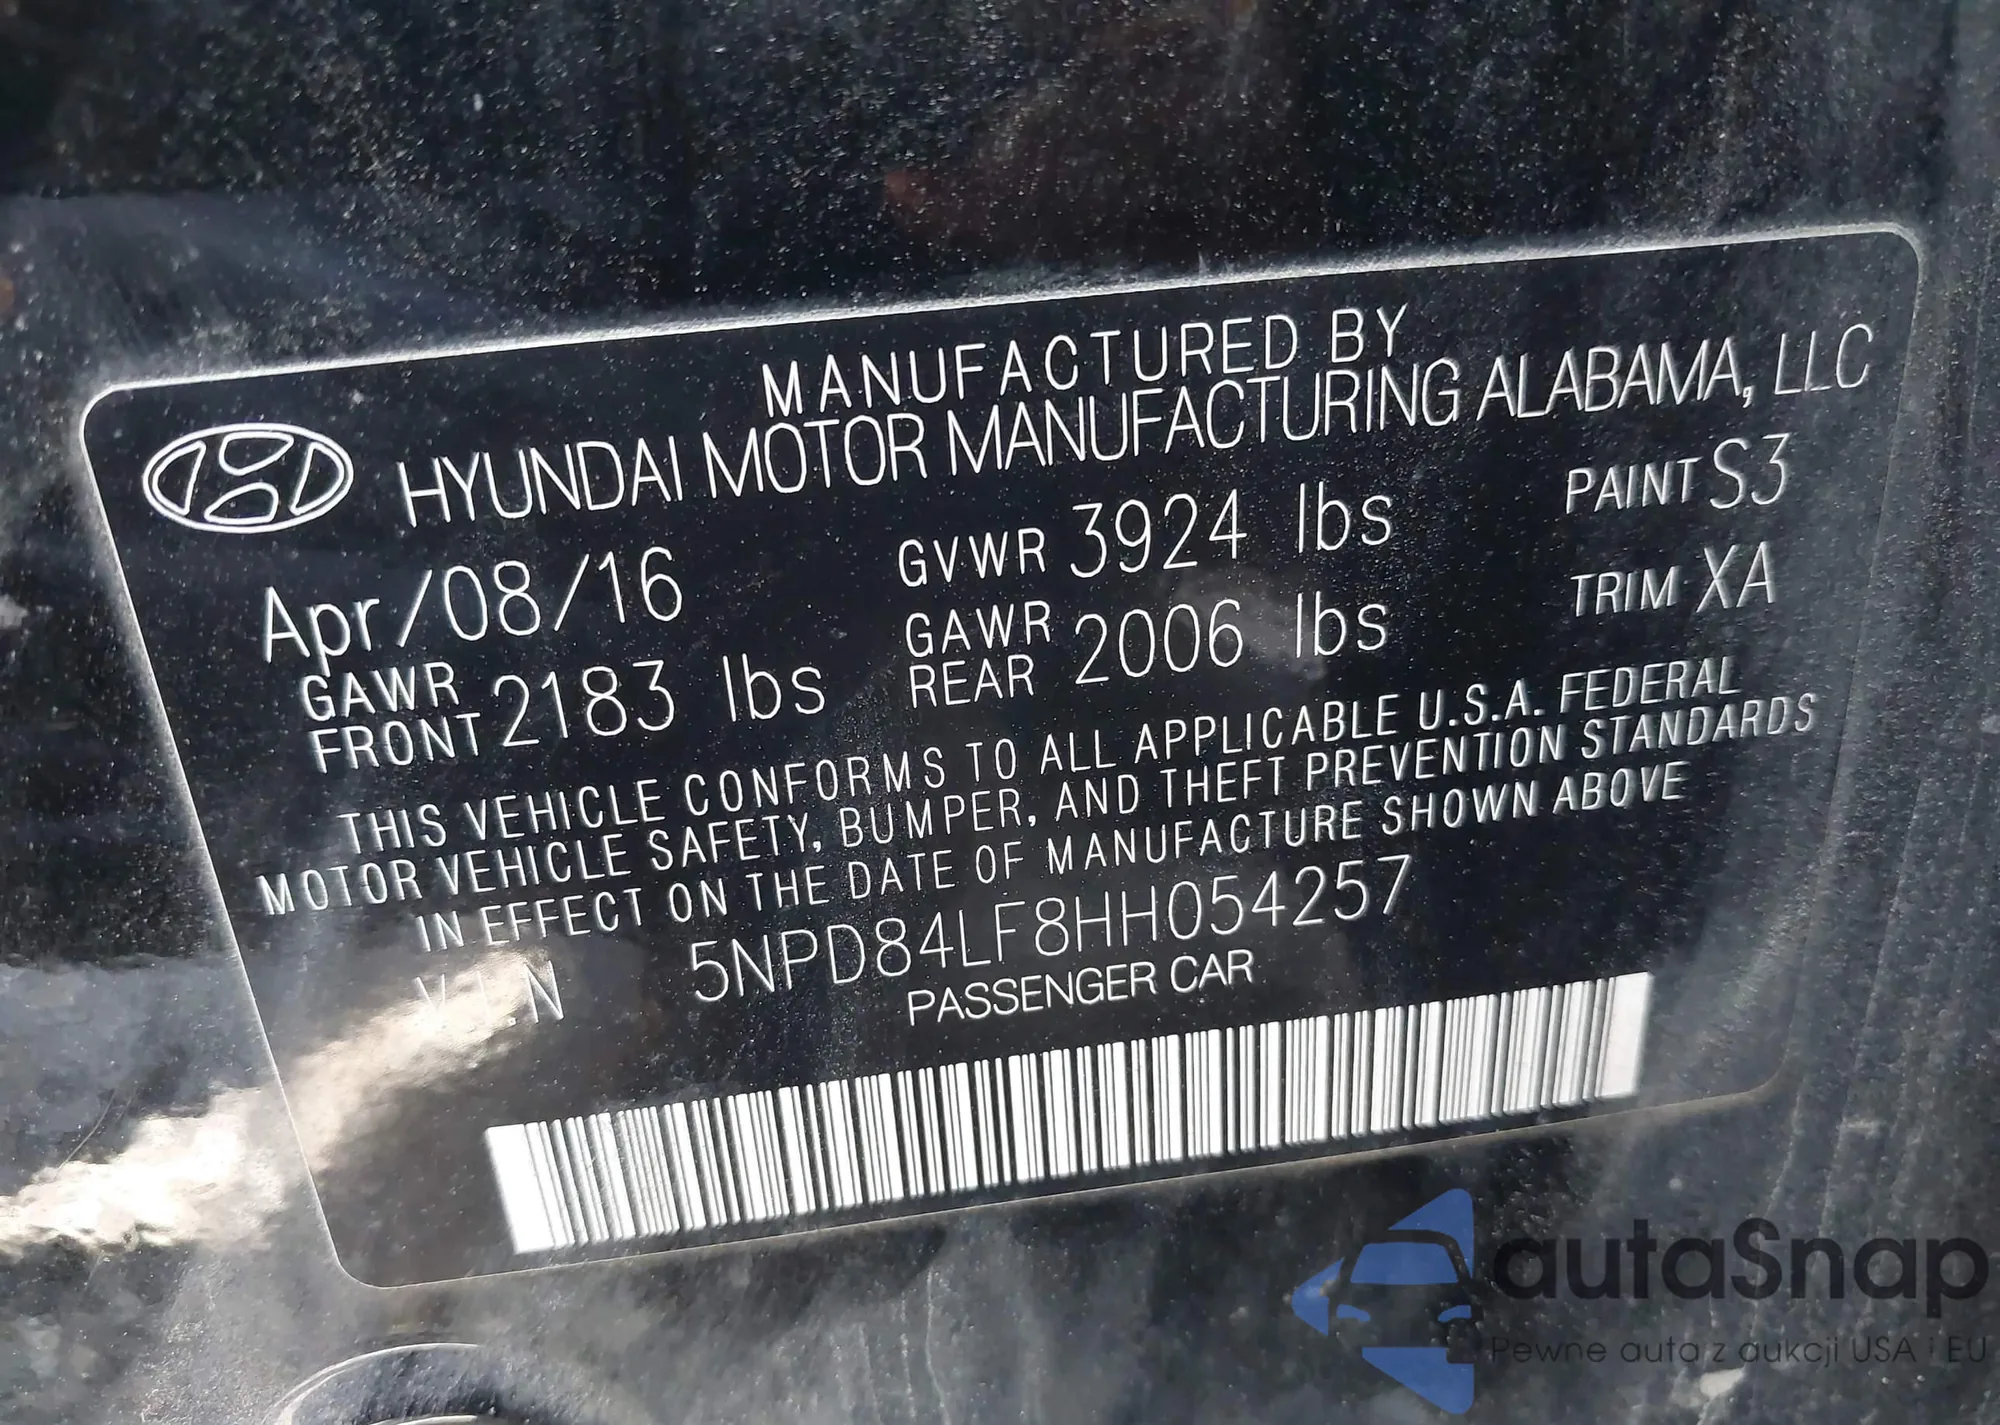 MANUFACTURED BY
HYUNDAI MOTOR MANUFACTURING ALABAMA, LLC
Apr/08/16 GVWR 3924 lbs PAINT S3
GAWR FRONT 2183 lbs GAWR REAR 2006 lbs TRIM XA
THIS VEHICLE CONFORMS TO ALL APPLICABLE U.S.A. FEDERAL
MOTOR VEHICLE SAFETY, BUMPER, AND THEFT PREVENTION STANDARDS
IN EFFECT ON THE DATE OF MANUFACTURE SHOWN ABOVE
V.I.N 5NPD84LF8HH054257
PASSENGER CAR
autaSnap
Pewne auta z aukcji USA i EU